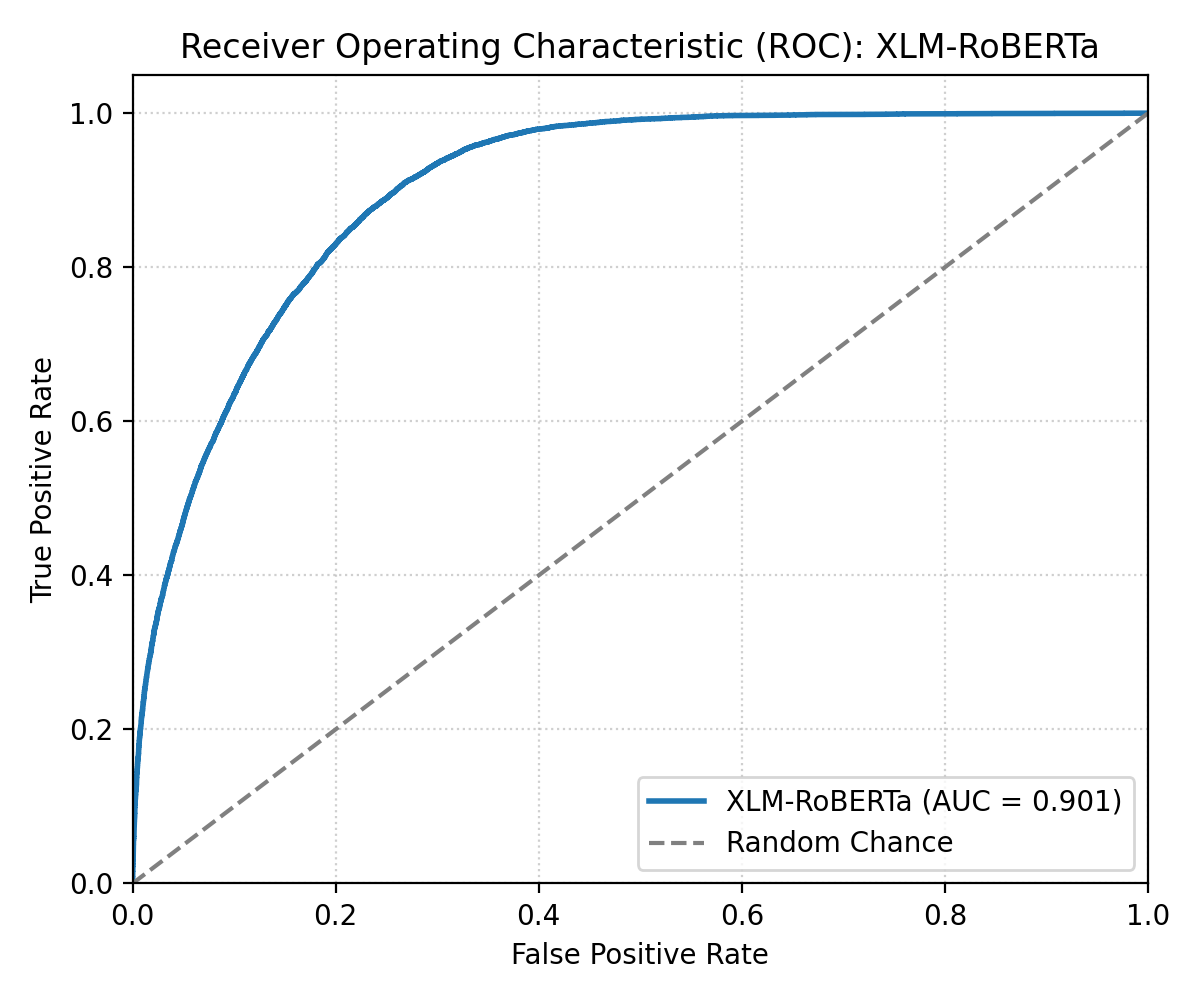 Receiver Operating Characteristic (ROC): XLM-RoBERTa
1.0
0.8
0.6
0.4
0.2
0.0
True Positive Rate
XLM-RoBERTa (AUC = 0.901)
Random Chance
0.0 0.2 0.4 0.6 0.8 1.0
False Positive Rate